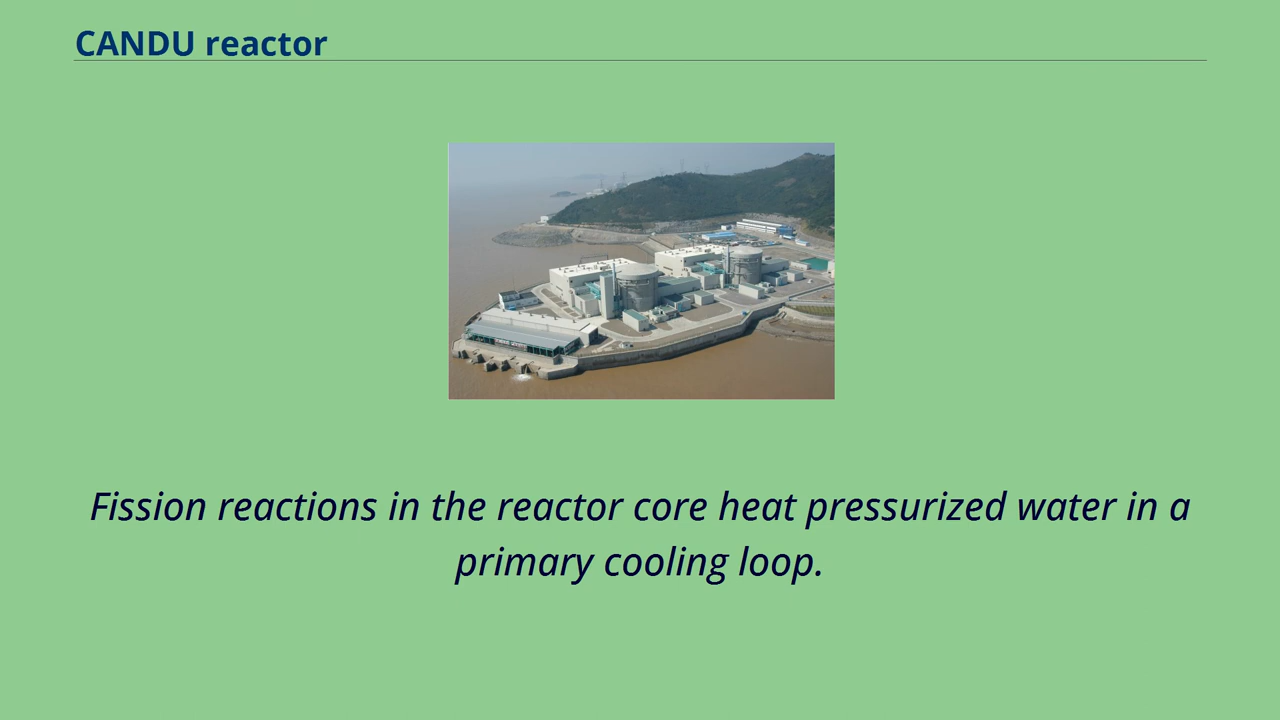 CANDU reactor
Fission reactions in the reactor core heat pressurized water in a
primary cooling loop.